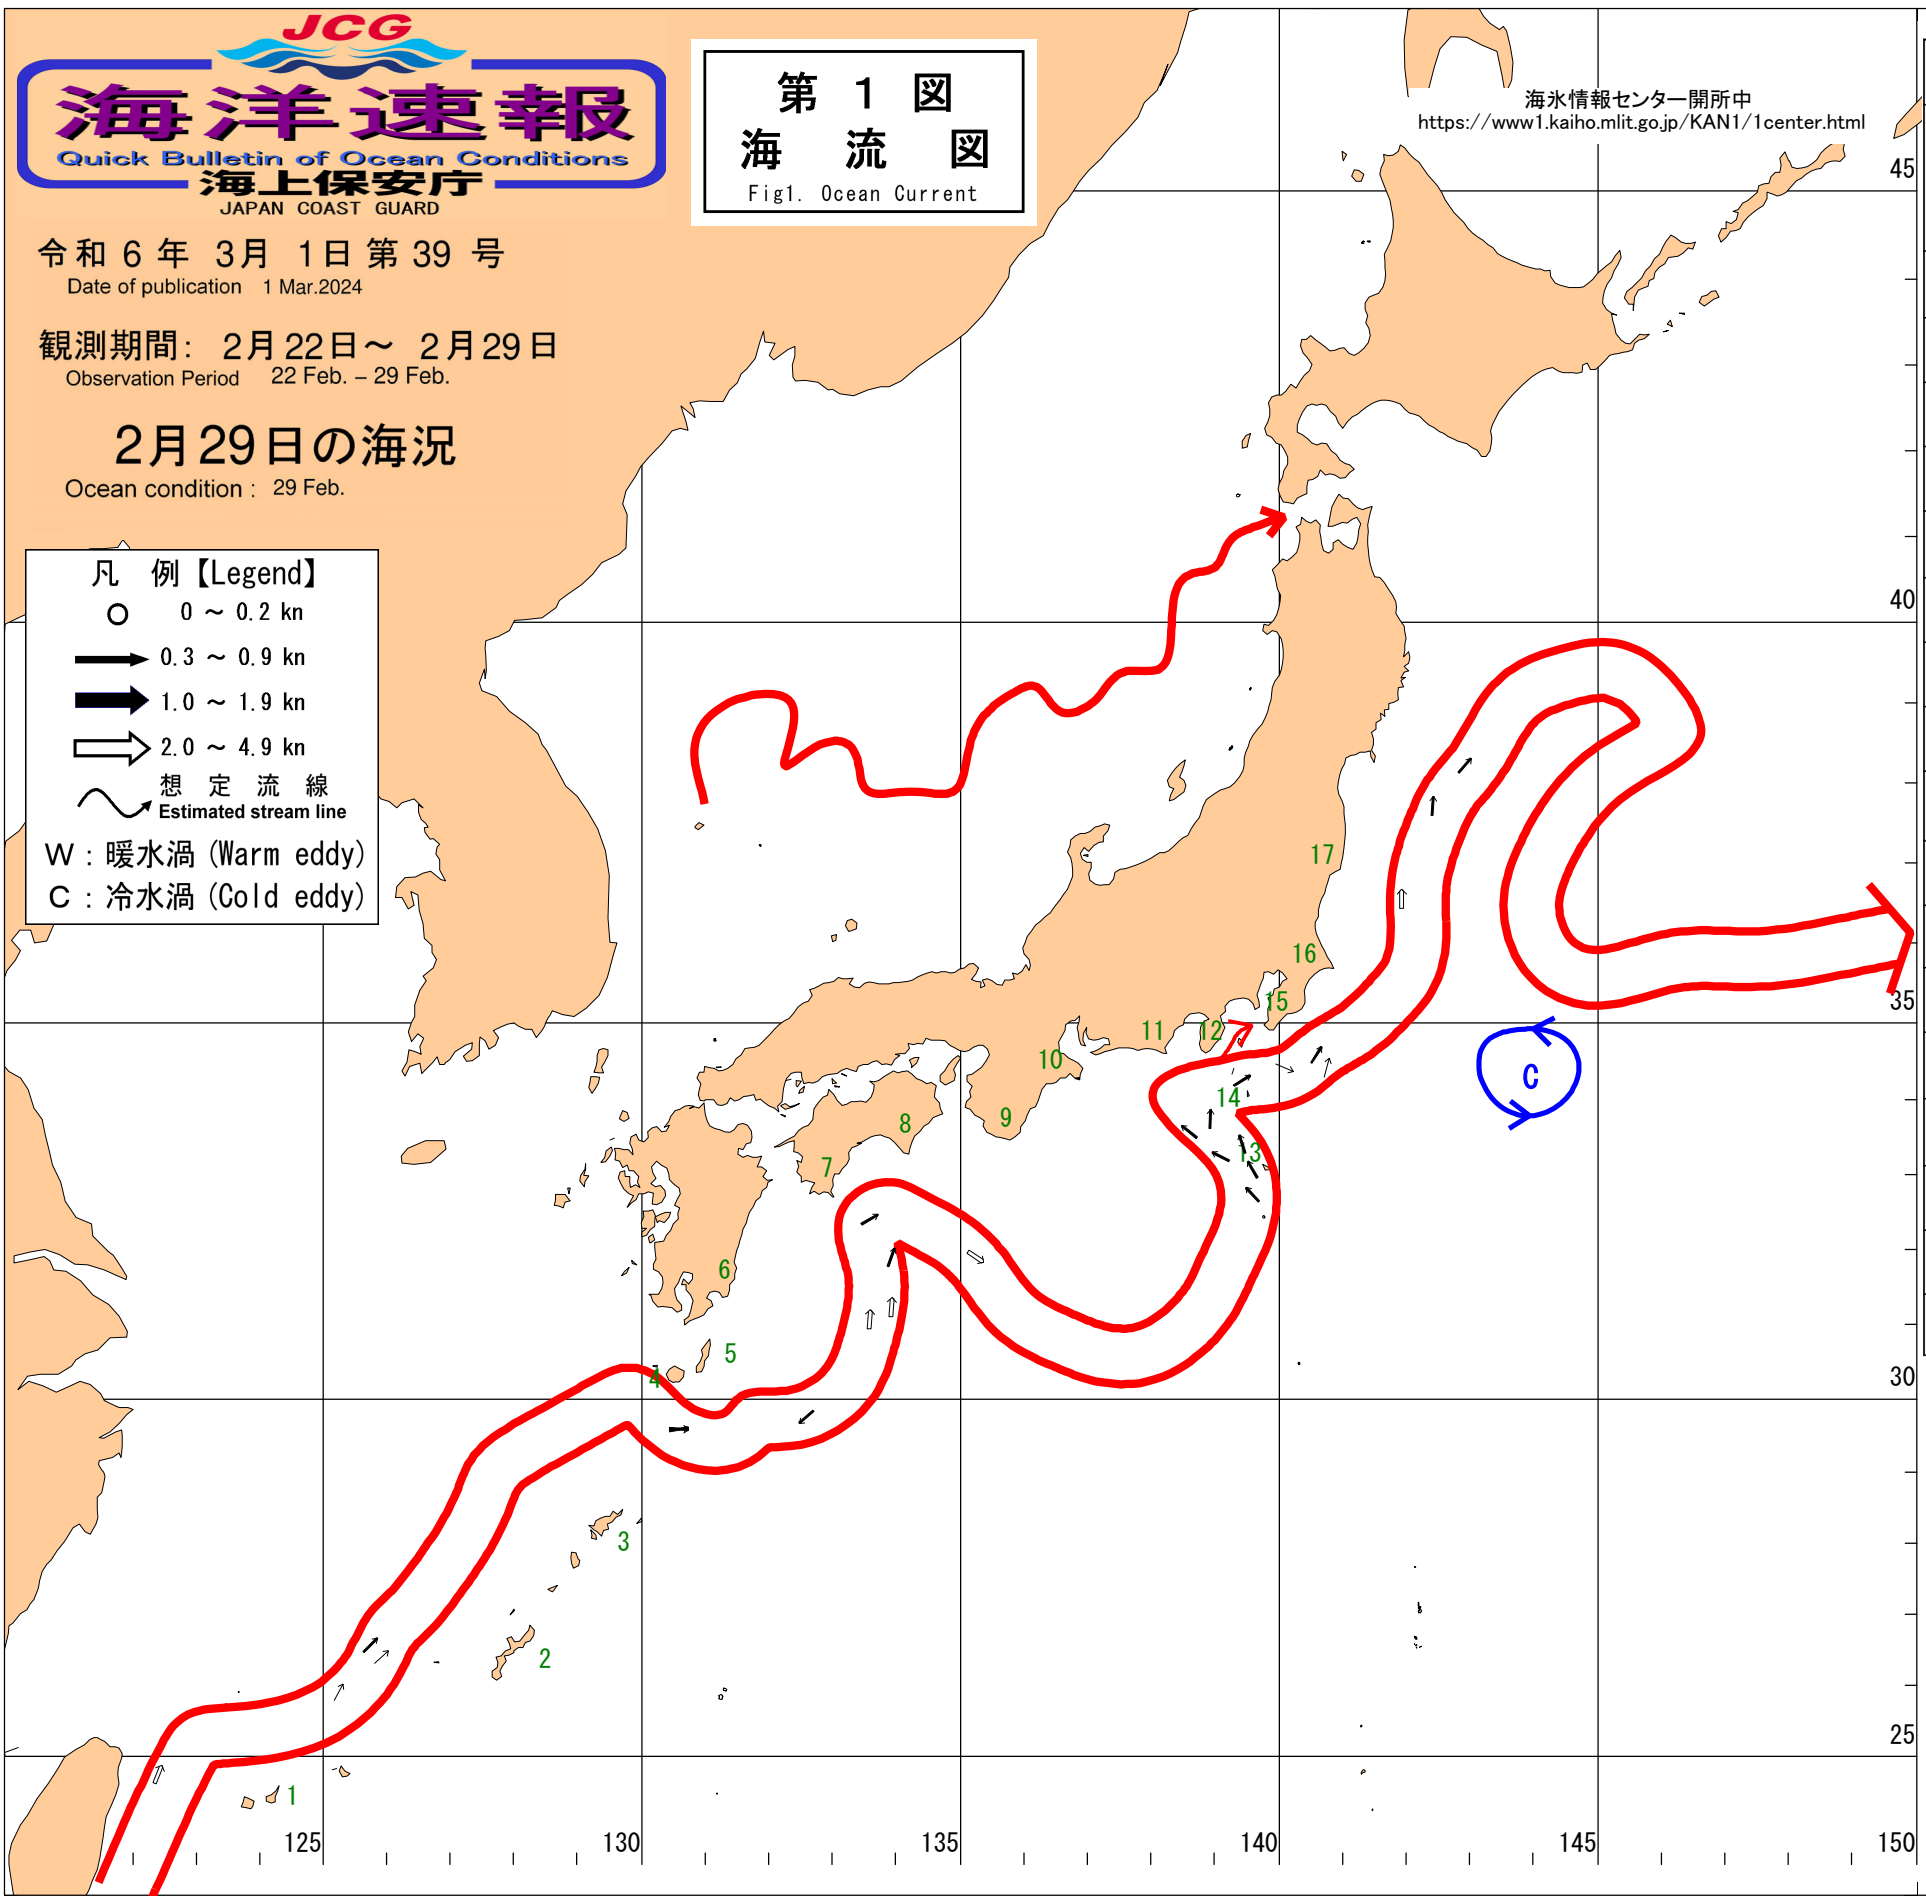 JCG
海洋速報
Quick Bulletin of Ocean Conditions
海上保安庁
JAPAN COAST GUARD
令和 6 年 3月 1日 第 39 号
Date of publication 1 Mar.2024
観測期間: 2月22日～ 2月29日
Observation Period 22 Feb. – 29 Feb.
2月29日の海況
Ocean condition : 29 Feb.
第 1 図
海 流 図
Fig1. Ocean Current
海氷情報センター開所中
https://www1.kaiho.mlit.go.jp/KAN1/1center.html
凡 例【Legend】
0 ～ 0.2 kn
0.3 ～ 0.9 kn
1.0 ～ 1.9 kn
2.0 ～ 4.9 kn
想 定 流 線
Estimated stream line
W : 暖水渦 (Warm eddy)
C : 冷水渦 (Cold eddy)
45
40
17
16
35
15
12
11
10
C
14
9
8
13
7
6
5
4
30
3
2
25
1
125
130
135
140
145
150